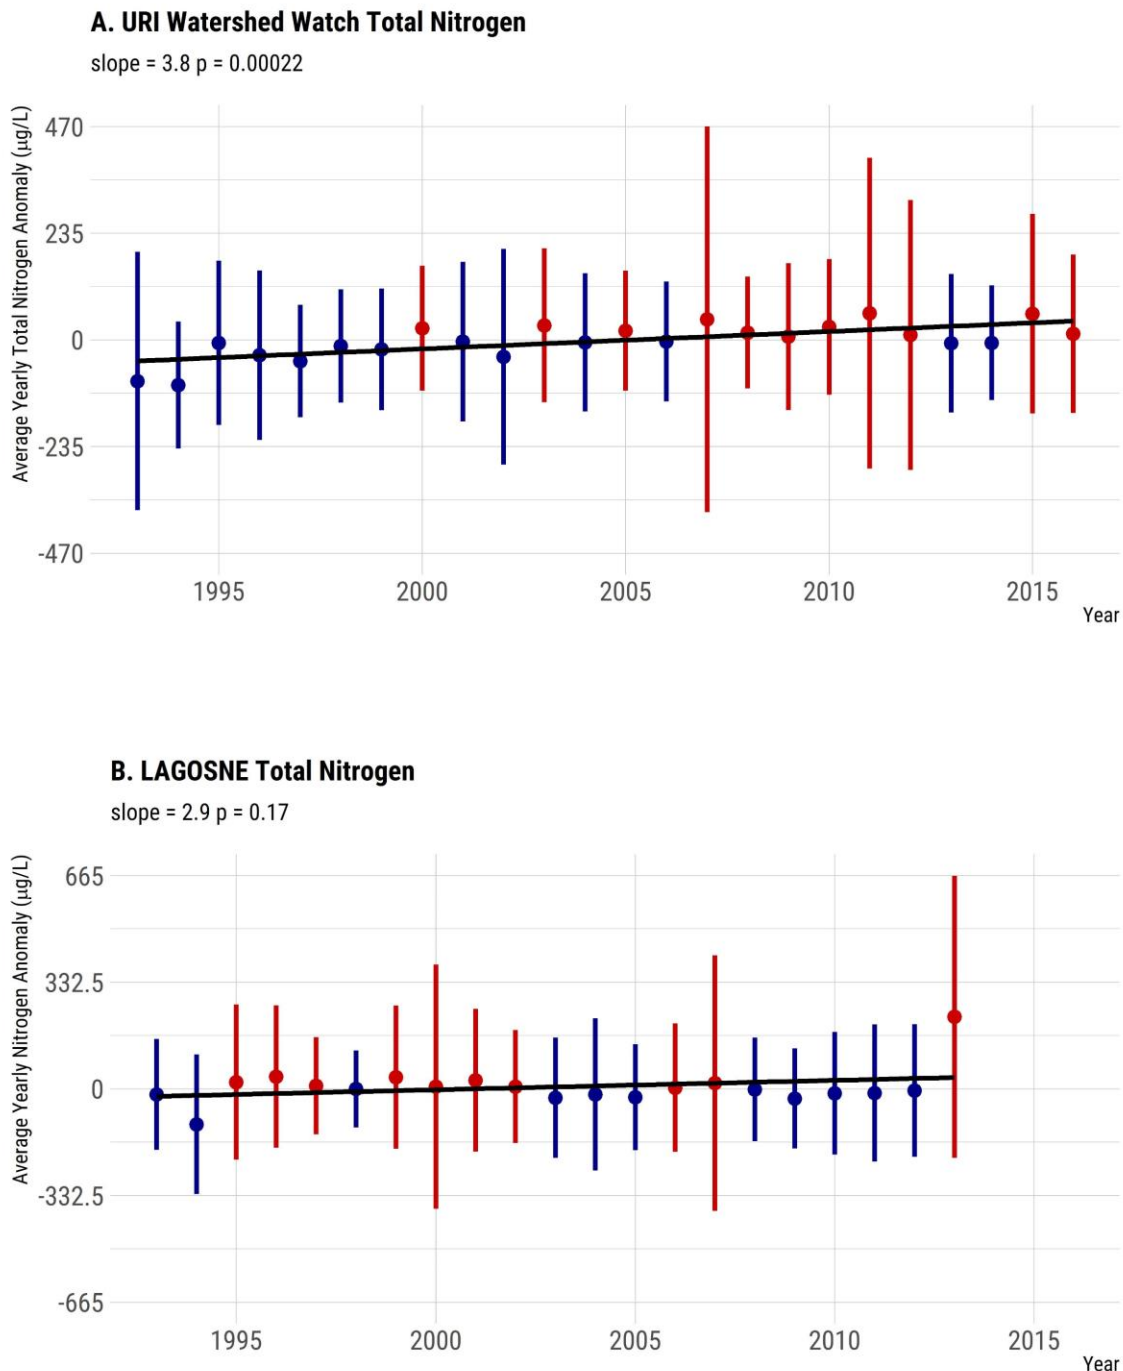 A. URI Watershed Watch Total Nitrogen
slope = 3.8 p = 0.00022
Average Yearly Total Nitrogen Anomaly (µg/L)
470
235
0
-235
-470
1995 2000 2005 2010 2015
Year
B. LAGOSNE Total Nitrogen
slope = 2.9 p = 0.17
Average Yearly Nitrogen Anomaly (µg/L)
665
332.5
0
-332.5
-665
1995 2000 2005 2010 2015
Year